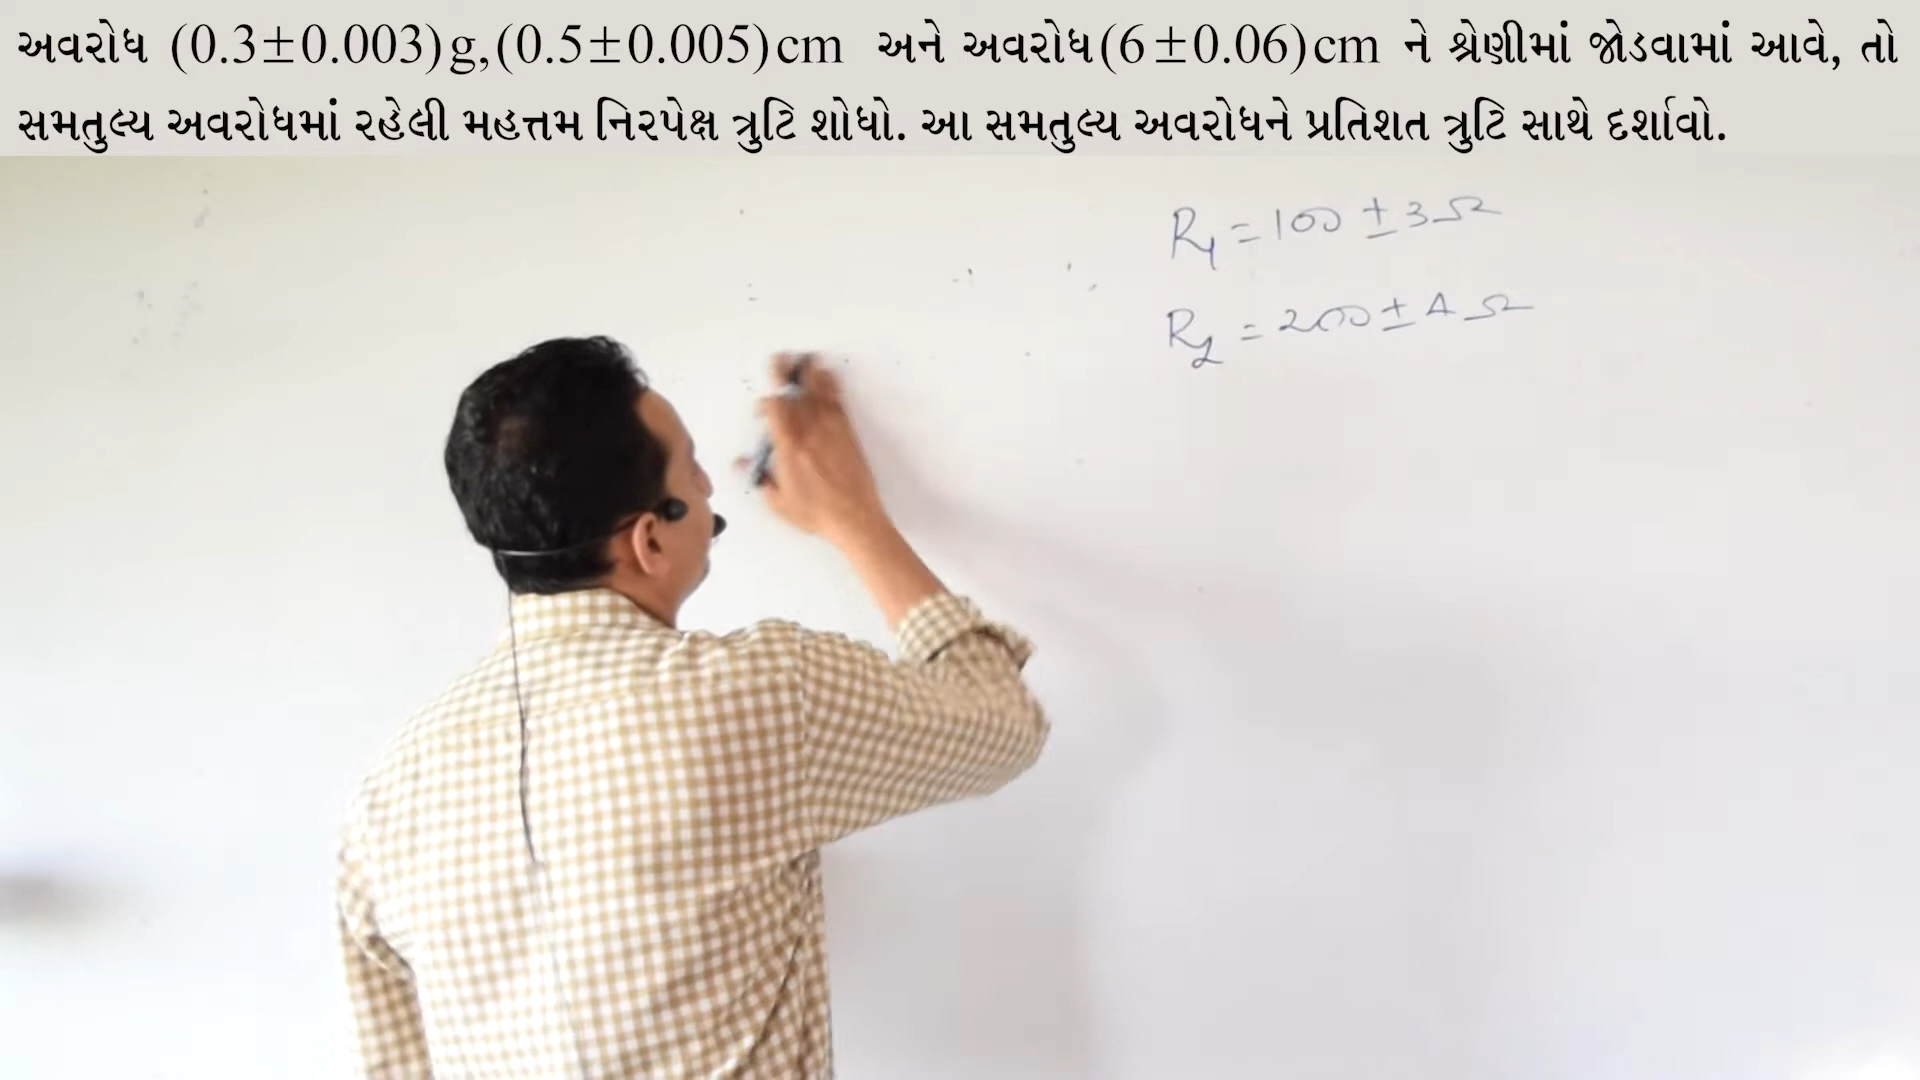 અવરોધ (0.3±0.003)g,(0.5±0.005)cm અને અવરોધ(6±0.06)cm ને શ્રેણીમાં જોડવામાં આવે, તો
સમતુલ્ય અવરોધમાં રહેલી મહત્તમ નિરપેક્ષ ત્રુટિ શોધો. આ સમતુલ્ય અવરોધને પ્રતિશત ત્રુટિ સાથે દર્શાવો.
R₁ = 100 ± 3 Ω
R₂ = 200 ± 4 Ω